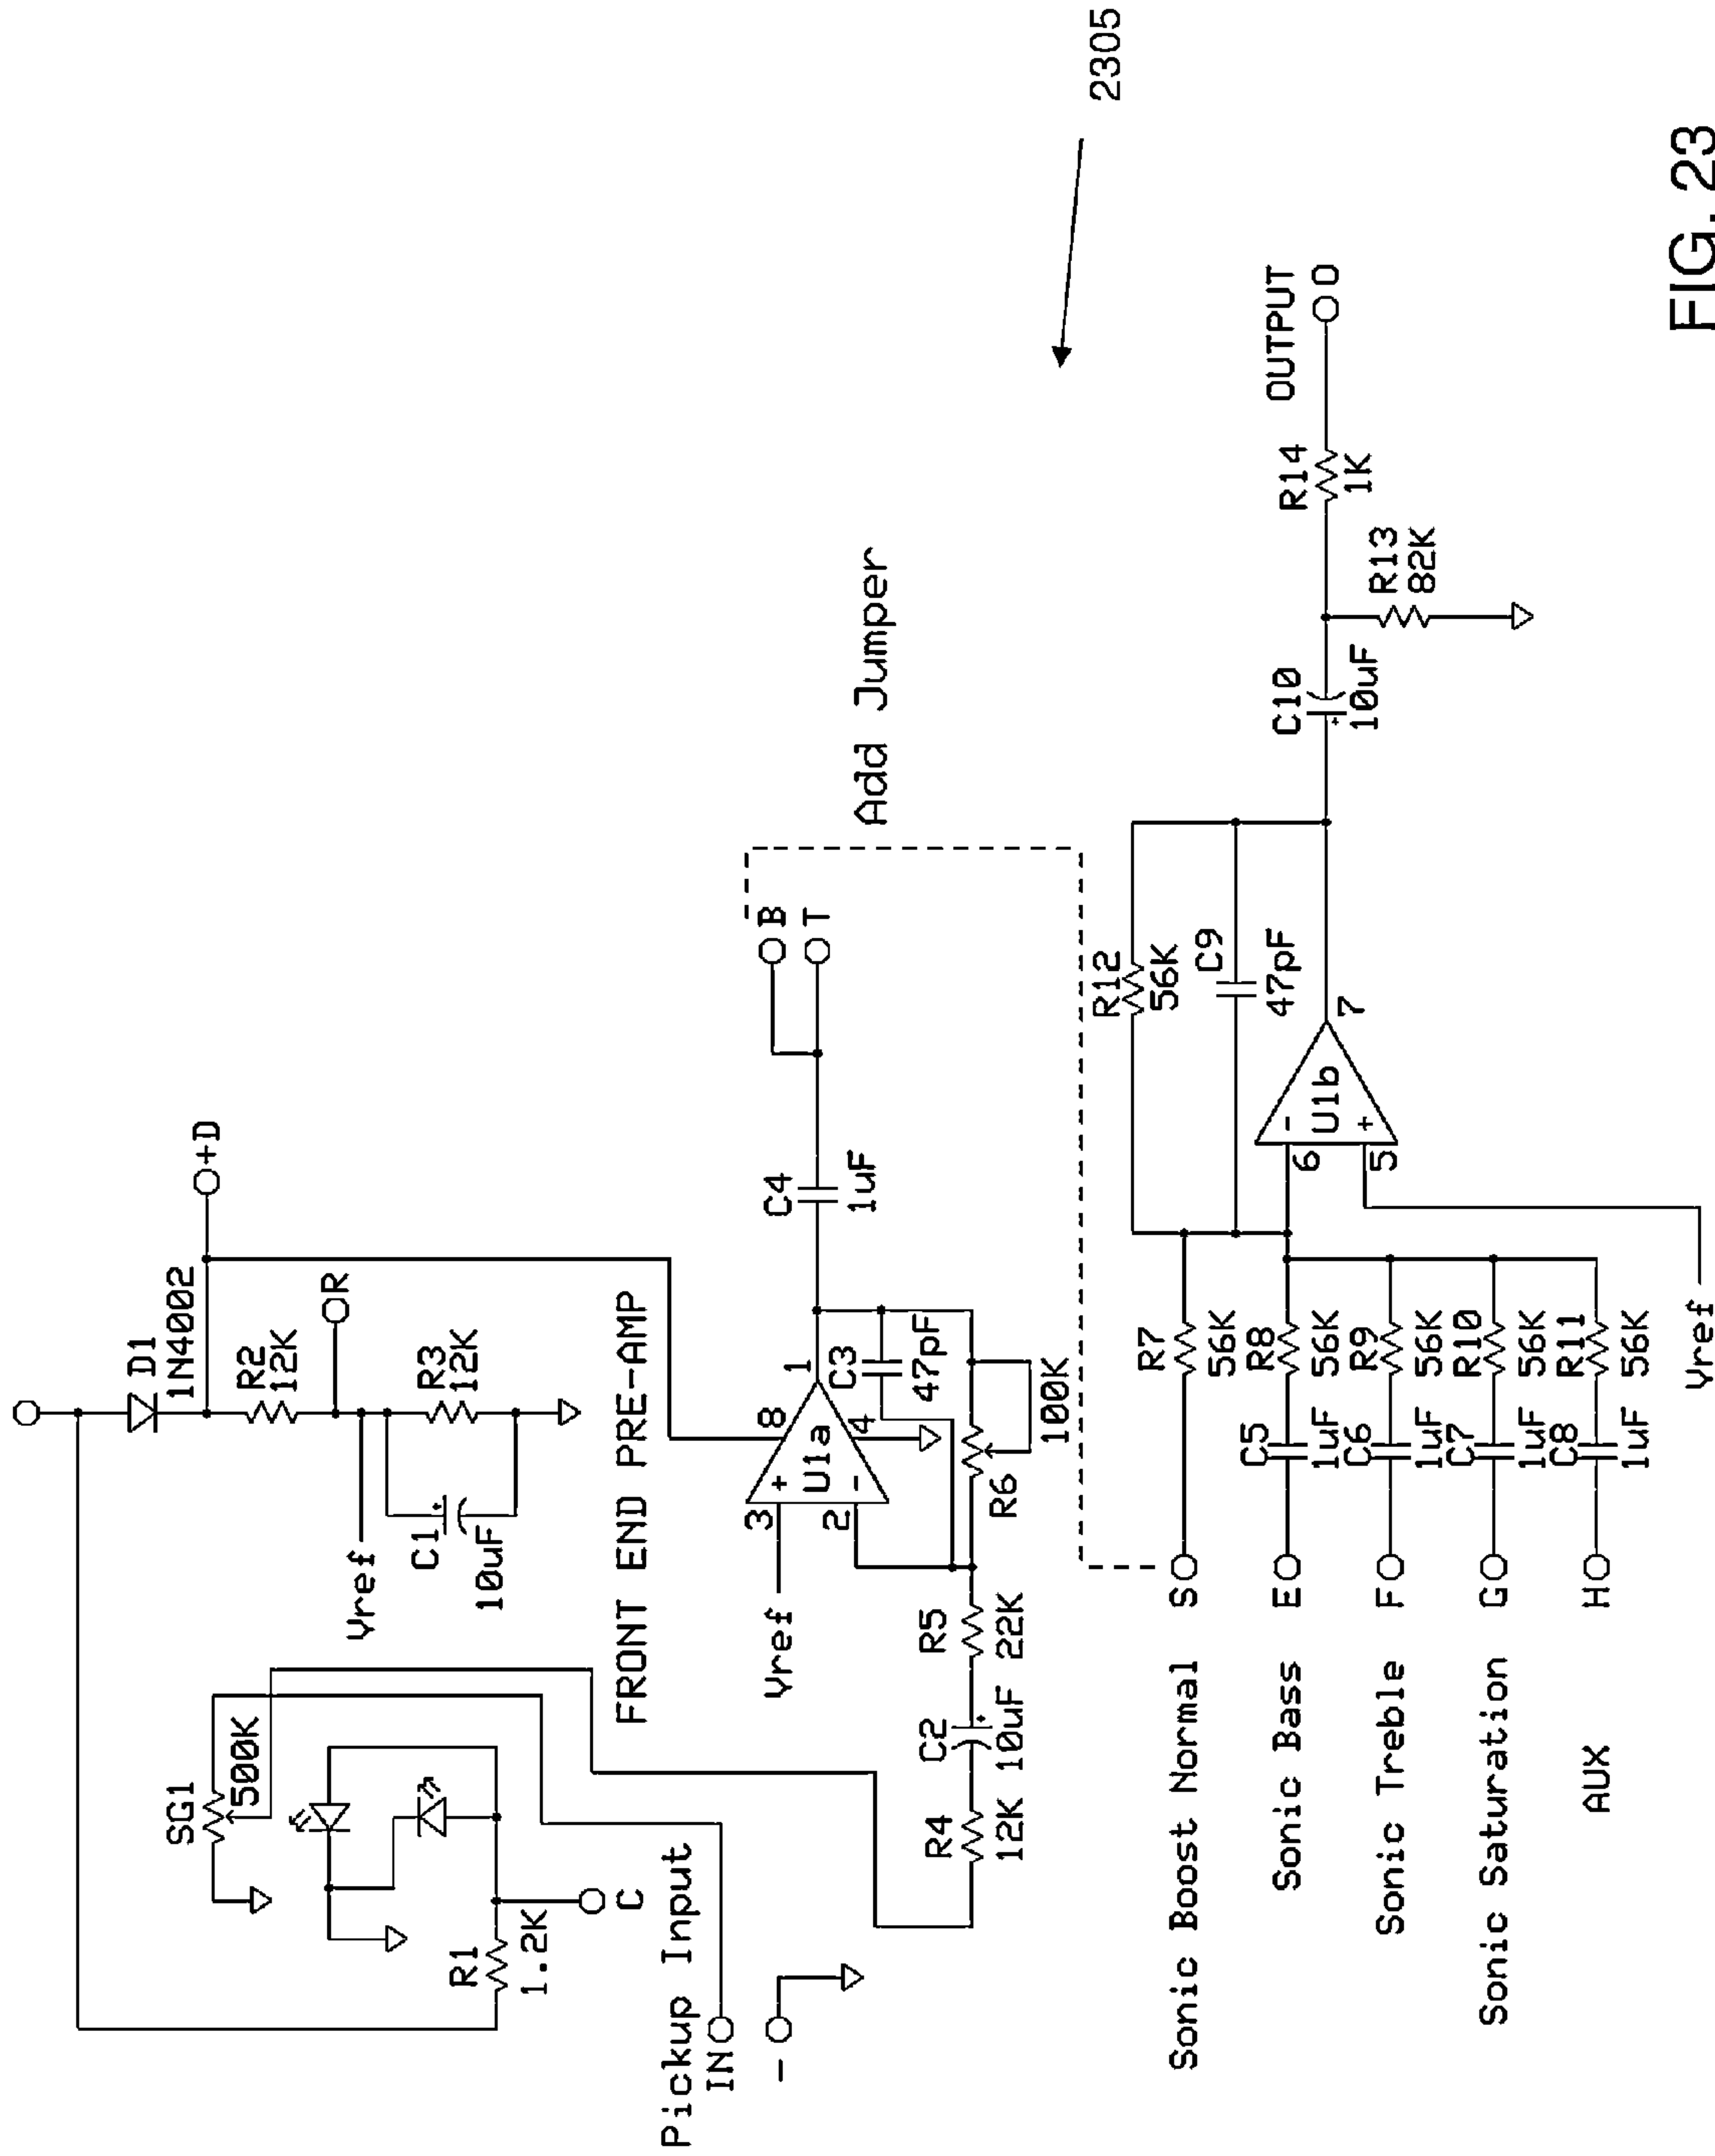 +D
D1
1N4002
R2
12K
R
R3
12K
Vref
C1
10uF
SG1
500K
R1
1.2K
C
FRONT END PRE-AMP
Pickup Input
IN
-
Vref
3
+
2
-
U1a
8
1
4
C3
47pF
C4
1uF
B
T
Add Jumper
R4
12K
C2
10uF
R5
22K
R6
100K
2305
Sonic Boost Normal
S
R7
56K
Sonic Bass
E
C5
1uF
R8
56K
Sonic Treble
F
C6
1uF
R9
56K
Sonic Saturation
G
C7
1uF
R10
56K
AUX
H
C8
1uF
R11
56K
R12
56K
C9
47pF
6
-
5
+
U1b
7
Vref
C10
+
10uF
R13
82K
R14
1K
OUTPUT
O
FIG. 23